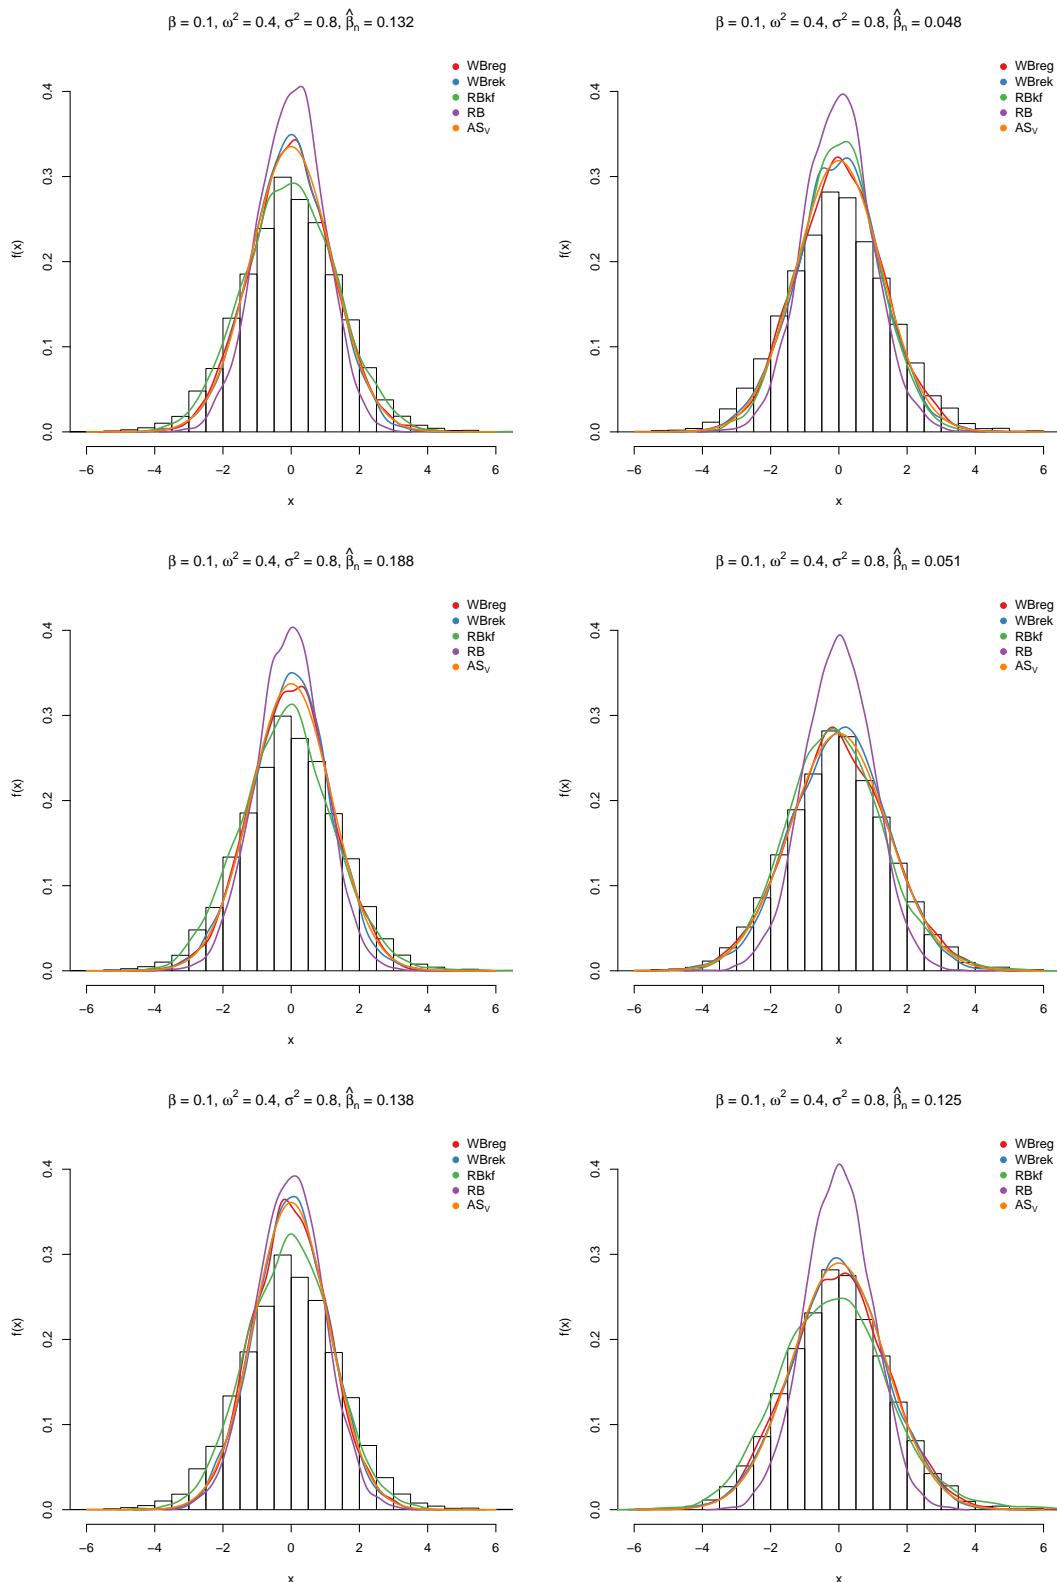 β = 0.1, ω² = 0.4, σ² = 0.8, β̂ₙ = 0.132
WBreg
WBrek
RBkf
RB
ASᵥ
f(x)
0.4
0.3
0.2
0.1
0.0
−6 −4 −2 0 2 4 6
x
β = 0.1, ω² = 0.4, σ² = 0.8, β̂ₙ = 0.048
WBreg
WBrek
RBkf
RB
ASᵥ
f(x)
0.4
0.3
0.2
0.1
0.0
−6 −4 −2 0 2 4 6
x
β = 0.1, ω² = 0.4, σ² = 0.8, β̂ₙ = 0.188
WBreg
WBrek
RBkf
RB
ASᵥ
f(x)
0.4
0.3
0.2
0.1
0.0
−6 −4 −2 0 2 4 6
x
β = 0.1, ω² = 0.4, σ² = 0.8, β̂ₙ = 0.051
WBreg
WBrek
RBkf
RB
ASᵥ
f(x)
0.4
0.3
0.2
0.1
0.0
−6 −4 −2 0 2 4 6
x
β = 0.1, ω² = 0.4, σ² = 0.8, β̂ₙ = 0.138
WBreg
WBrek
RBkf
RB
ASᵥ
f(x)
0.4
0.3
0.2
0.1
0.0
−6 −4 −2 0 2 4 6
x
β = 0.1, ω² = 0.4, σ² = 0.8, β̂ₙ = 0.125
WBreg
WBrek
RBkf
RB
ASᵥ
f(x)
0.4
0.3
0.2
0.1
0.0
−6 −4 −2 0 2 4 6
x